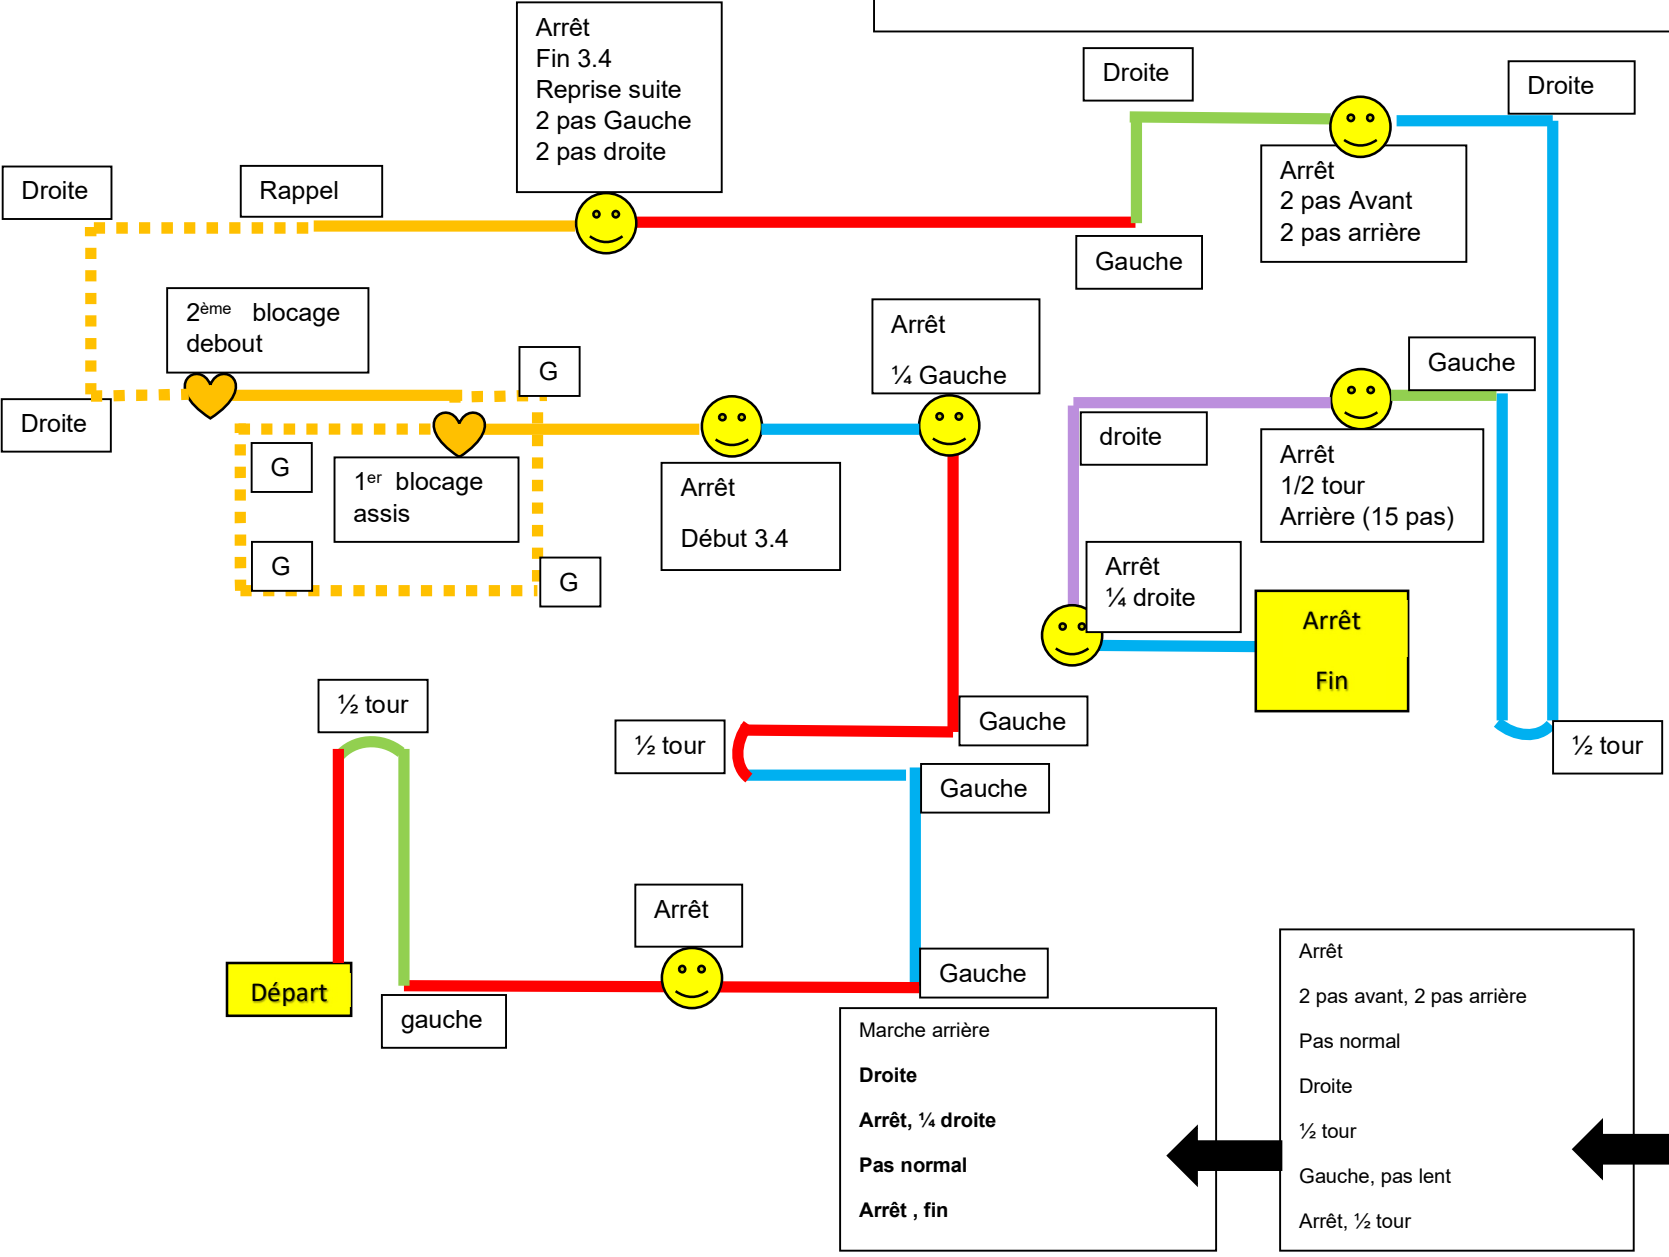 Arrêt
Fin 3.4
Reprise suite
2 pas Gauche
2 pas droite
Droite
Droite
Droite
Rappel
Arrêt
2 pas Avant
2 pas arrière
Gauche
2ème blocage
debout
Arrêt
¼ Gauche
G
Gauche
Droite
droite
G
1er blocage
assis
Arrêt
Début 3.4
Arrêt
1/2 tour
Arrière (15 pas)
G
G
Arrêt
¼ droite
Arrêt
Fin
½ tour
½ tour
Gauche
½ tour
Gauche
Arrêt
Gauche
Départ
gauche
Marche arrière
Droite
Arrêt, ¼ droite
Pas normal
Arrêt , fin
Arrêt
2 pas avant, 2 pas arrière
Pas normal
Droite
½ tour
Gauche, pas lent
Arrêt, ½ tour